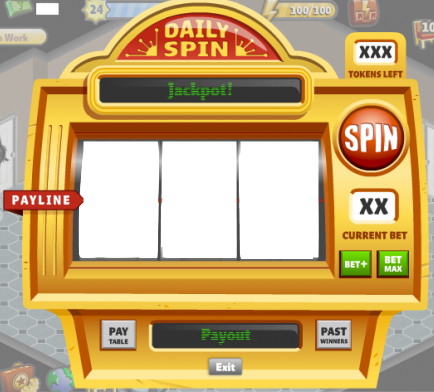 24
100/100
10
Work
DAILY
SPIN
XXX
TOKENS LEFT
Jackpot!
SPIN
PAYLINE
XX
CURRENT BET
BET+
BET
MAX
PAY
TABLE
Payout
PAST
WINNERS
Exit